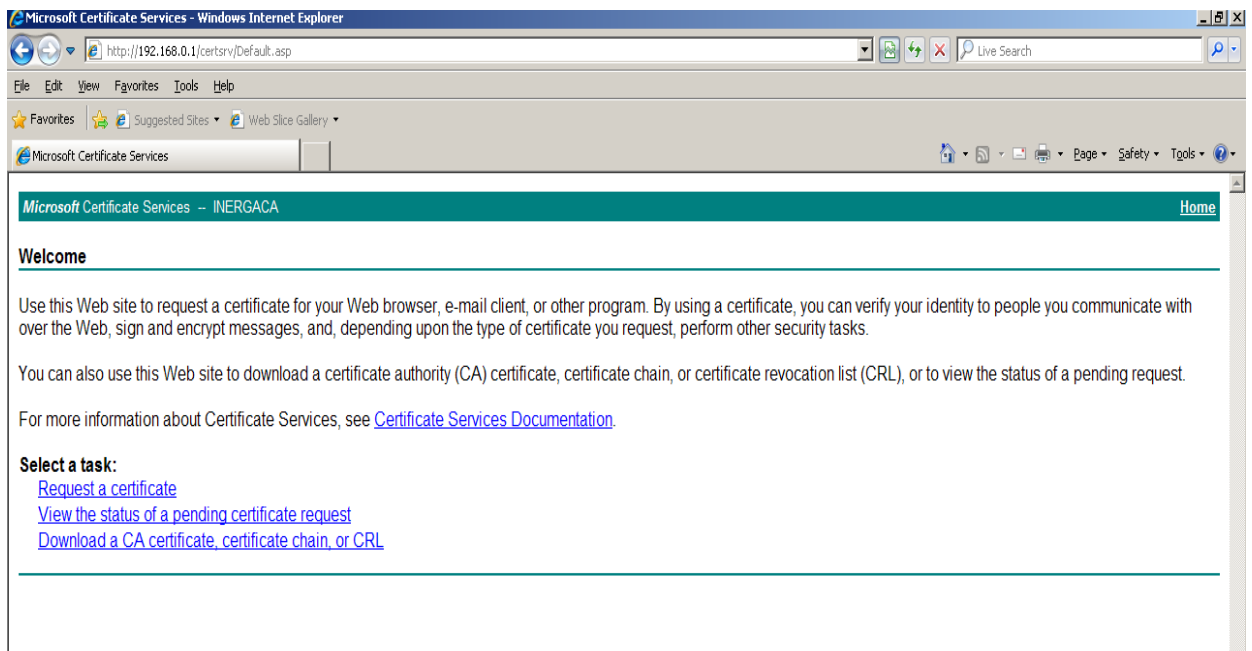 Microsoft Certificate Services - Windows Internet Explorer
http://192.168.0.1/certsrv/Default.asp
Live Search
File Edit View Favorites Tools Help
Favorites Suggested Sites Web Slice Gallery
Microsoft Certificate Services
Page Safety Tools
Microsoft Certificate Services -- INERGACA
Home
Welcome
Use this Web site to request a certificate for your Web browser, e-mail client, or other program. By using a certificate, you can verify your identity to people you communicate with
over the Web, sign and encrypt messages, and, depending upon the type of certificate you request, perform other security tasks.
You can also use this Web site to download a certificate authority (CA) certificate, certificate chain, or certificate revocation list (CRL), or to view the status of a pending request.
For more information about Certificate Services, see Certificate Services Documentation.
Select a task:
Request a certificate
View the status of a pending certificate request
Download a CA certificate, certificate chain, or CRL